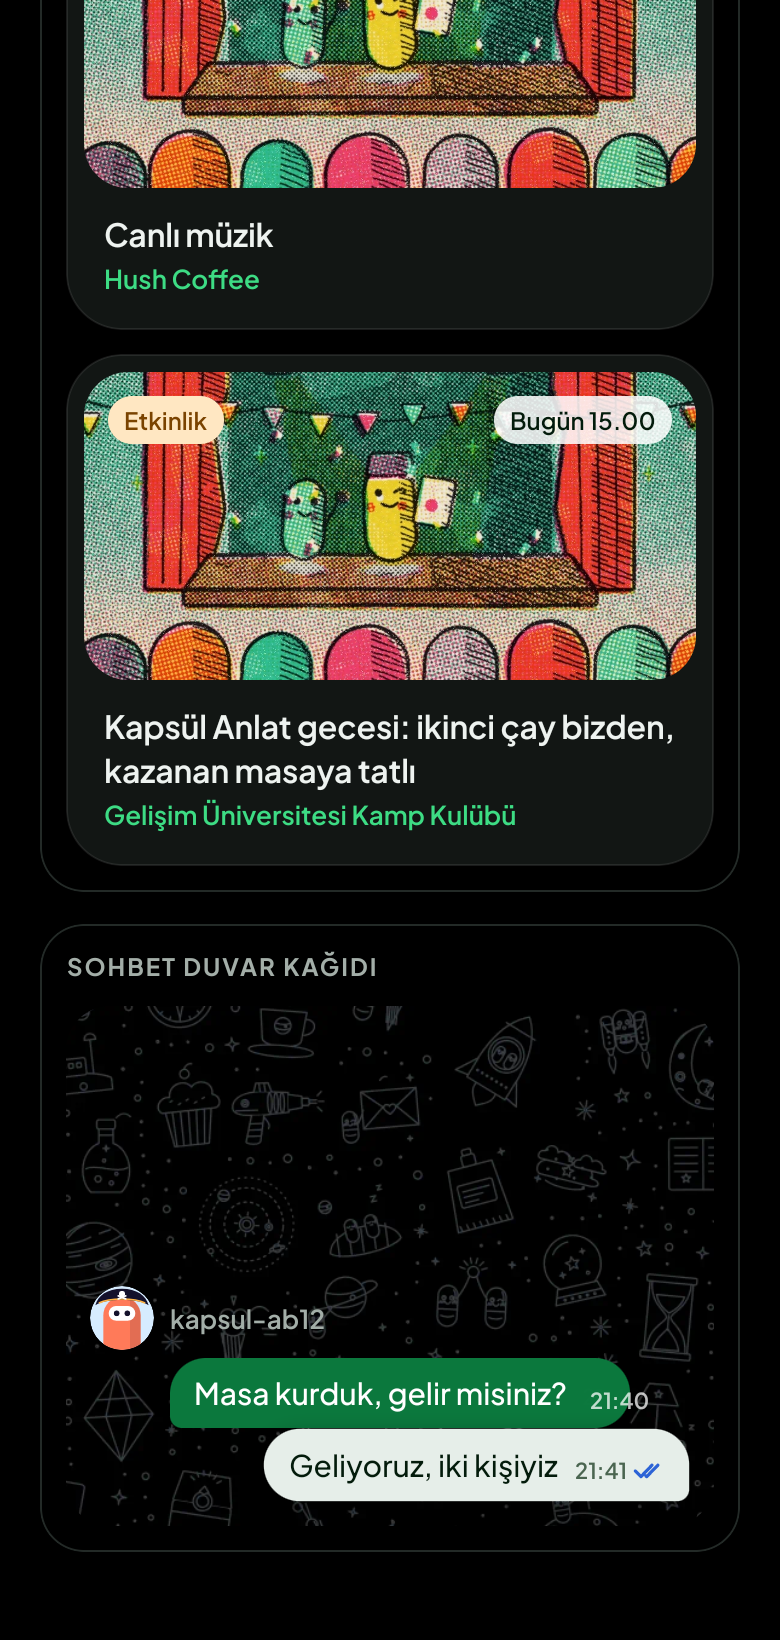 Canlı müzik
Hush Coffee
Etkinlik
Bugün 15.00
Kapsül Anlat gecesi: ikinci çay bizden,
kazanan masaya tatlı
Gelişim Üniversitesi Kamp Kulübü
SOHBET DUVAR KAĞIDI
kapsul-ab12
Masa kurduk, gelir misiniz? 21:40
Geliyoruz, iki kişiyiz 21:41